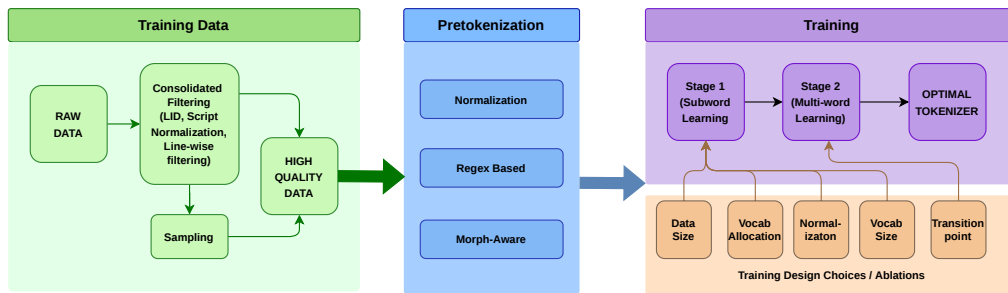 Training Data
RAW
DATA
Consolidated
Filtering
(LID, Script
Normalization,
Line-wise
filtering)
Sampling
HIGH
QUALITY
DATA
Pretokenization
Normalization
Regex Based
Morph-Aware
Training
Stage 1
(Subword
Learning
Stage 2
(Multi-word
Learning)
OPTIMAL
TOKENIZER
Data
Size
Vocab
Allocation
Normal-
izaton
Vocab
Size
Transition
point
Training Design Choices / Ablations